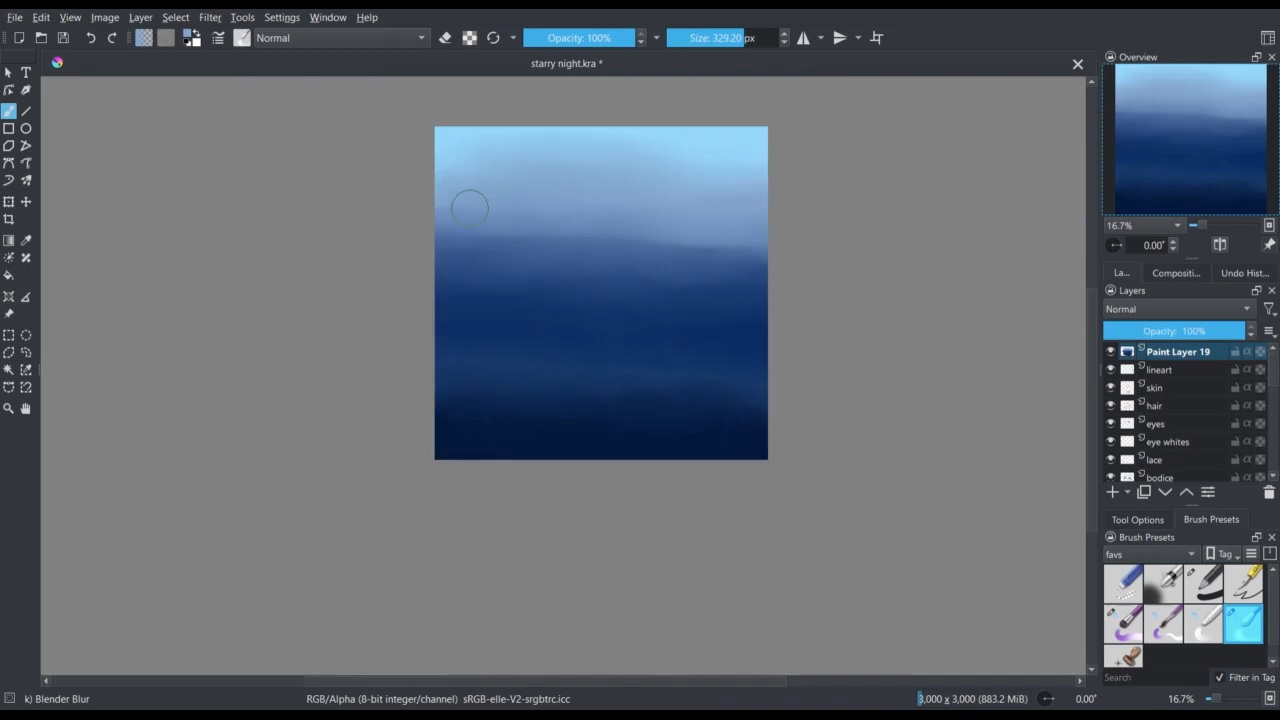 File Edit View Image Layer Select Filter Tools Settings Window Help
Normal Opacity: 100% Size: 329.20 px
starry night.kra *
Overview
16.7%
0.00°
La... Compositi... Undo Hist...
Layers
Normal
Opacity: 100%
Paint Layer 19
lineart
skin
hair
eyes
eye whites
lace
bodice
Tool Options Brush Presets
Brush Presets
favs Tag
Search Filter in Tag
k) Blender Blur RGB/Alpha (8-bit integer/channel) sRGB-elle-V2-srgbtrc.icc 3,000 x 3,000 (883.2 MiB) 0.00° 16.7%